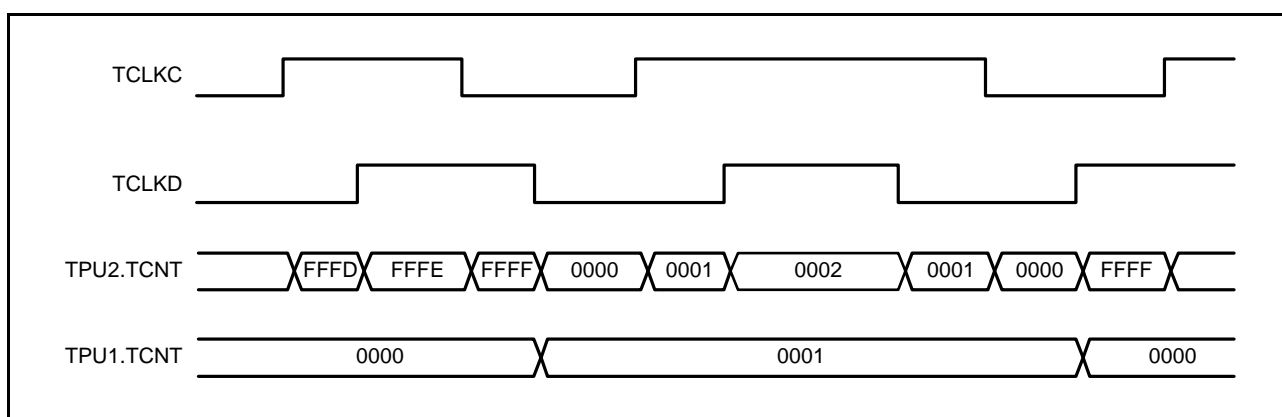 TCLKC
TCLKD
TPU2.TCNT FFFD FFFE FFFF 0000 0001 0002 0001 0000 FFFF
TPU1.TCNT 0000 0001 0000